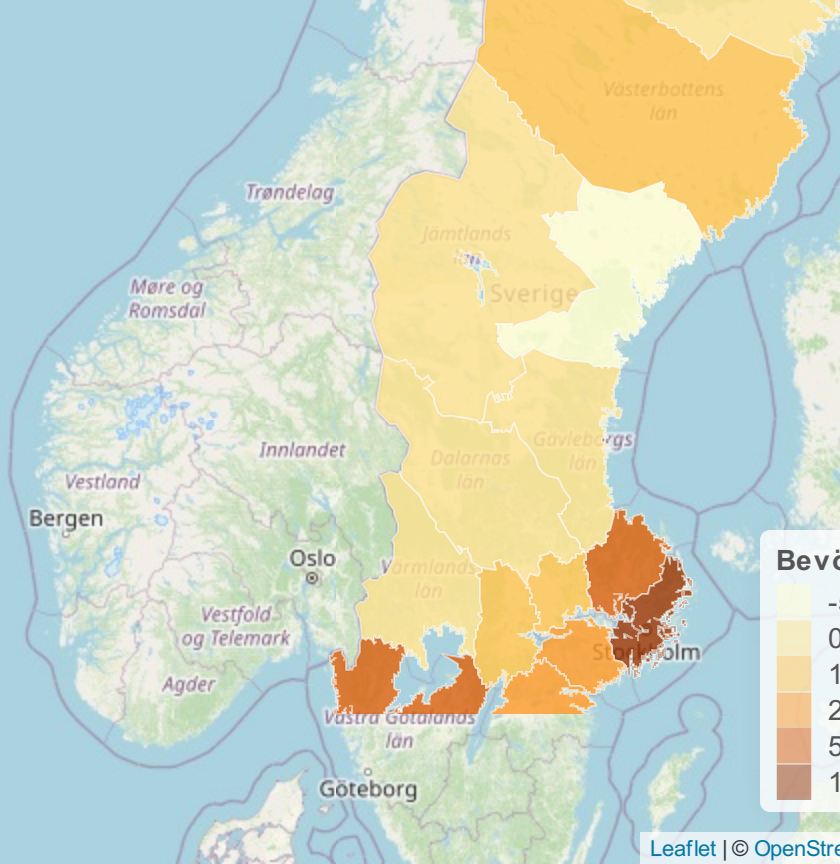 Västerbottens
län
Trøndelag
Jämtlands
län
Møre og
Romsdal
Sverige
Gävleborgs
län
Innlandet
Dalarnas
län
Vestland
Bergen
Oslo
Värmlands
län
Vestfold
og Telemark
Stockholm
Agder
Västra Götalands
län
Göteborg
Bevö
-
0
1
2
5
1
Leaflet | © OpenStre